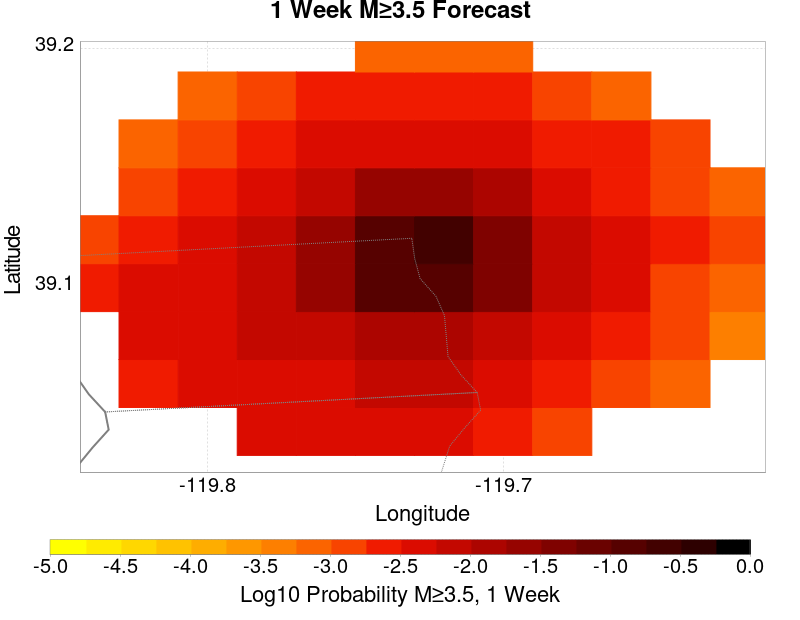 1 Week M≥3.5 Forecast
39.2
39.1
Latitude
-119.8 -119.7
Longitude
-5.0 -4.5 -4.0 -3.5 -3.0 -2.5 -2.0 -1.5 -1.0 -0.5 0.0
Log10 Probability M≥3.5, 1 Week